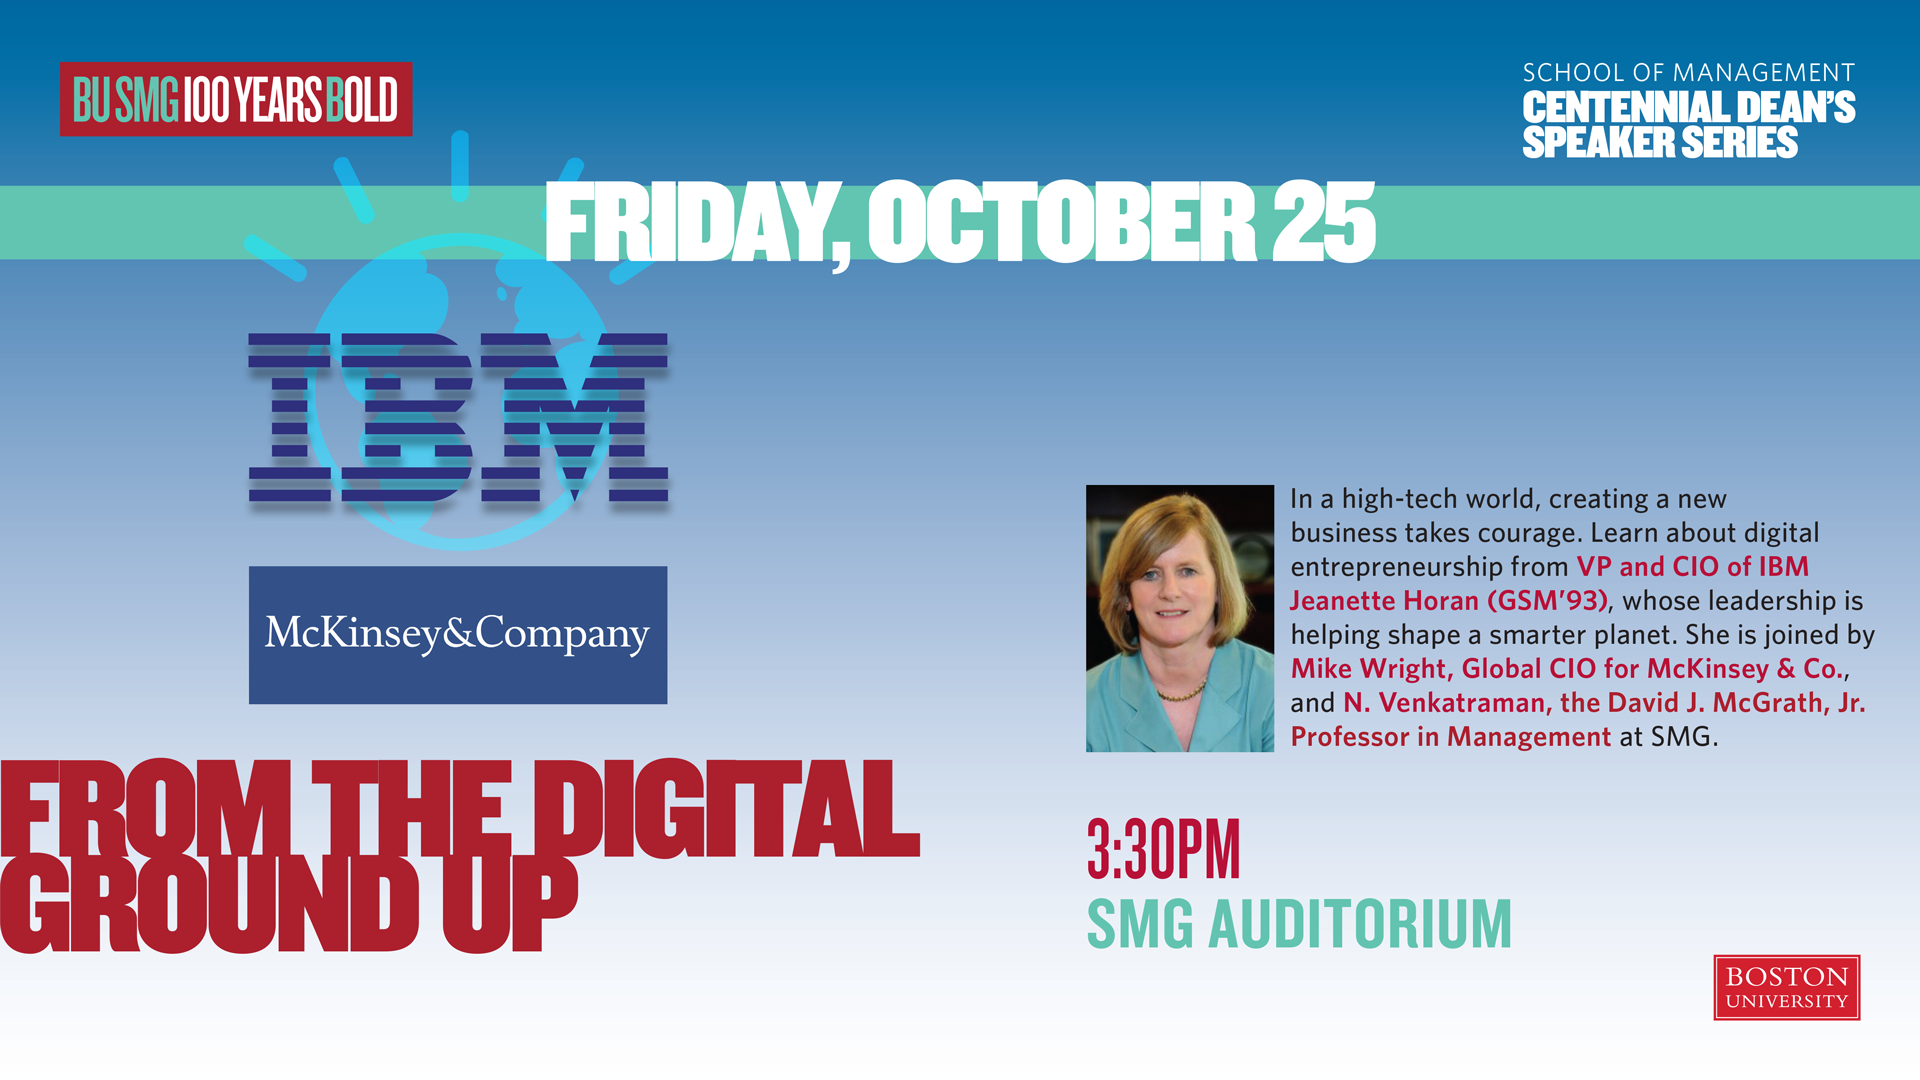 BU SMG 100 YEARS BOLD
SCHOOL OF MANAGEMENT
CENTENNIAL DEAN'S
SPEAKER SERIES
FRIDAY, OCTOBER 25
IBM
McKinsey&Company
FROM THE DIGITAL
GROUND UP
In a high-tech world, creating a new
business takes courage. Learn about digital
entrepreneurship from VP and CIO of IBM
Jeanette Horan (GSM'93), whose leadership is
helping shape a smarter planet. She is joined by
Mike Wright, Global CIO for McKinsey & Co.,
and N. Venkatraman, the David J. McGrath, Jr.
Professor in Management at SMG.
3:30PM
SMG AUDITORIUM
BOSTON
UNIVERSITY